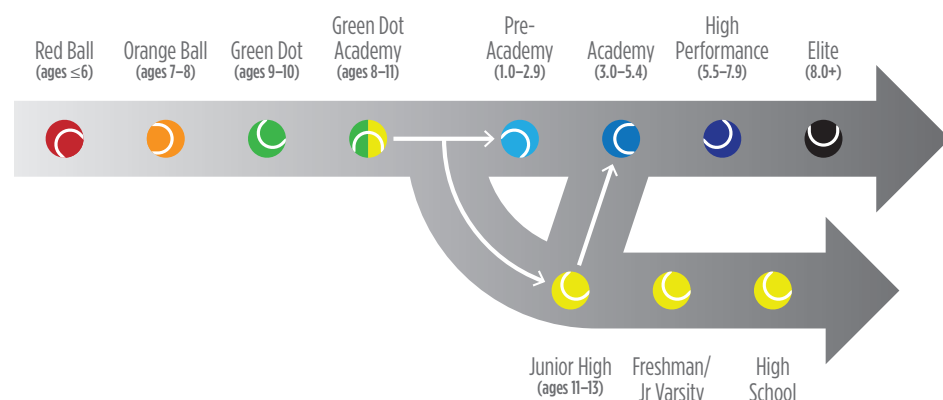 Red Ball
(ages ≤6)
Orange Ball
(ages 7–8)
Green Dot
(ages 9–10)
Green Dot
Academy
(ages 8–11)
Pre-
Academy
(1.0–2.9)
Academy
(3.0–5.4)
High
Performance
(5.5–7.9)
Elite
(8.0+)
Junior High
(ages 11–13)
Freshman/
Jr Varsity
High
School